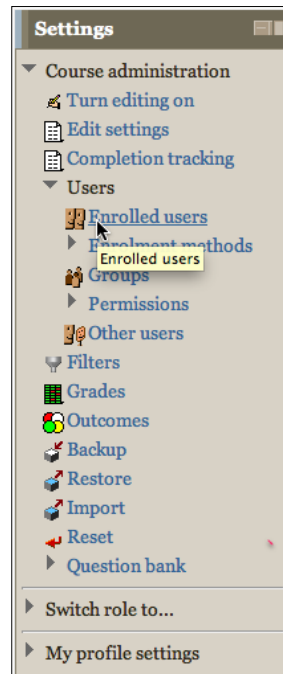 Settings
Course administration
Turn editing on
Edit settings
Completion tracking
Users
Enrolled users
Enrolment methods
Enrolled users
Groups
Permissions
Other users
Filters
Grades
Outcomes
Backup
Restore
Import
Reset
Question bank
Switch role to...
My profile settings